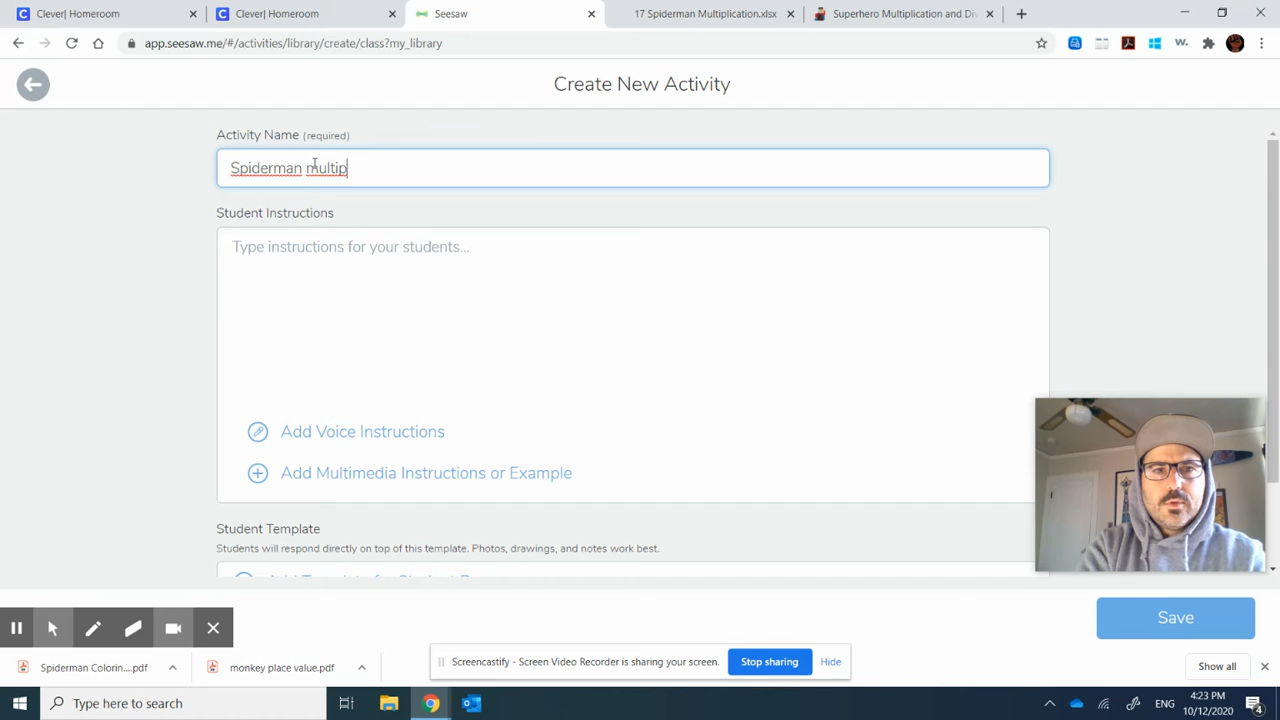 Clever| Homeroom
Clever| Homeroom
Seesaw
17 Spiderman Multiplication.xlsx
Superhero Multiplication and Div
app.seesaw.me/#/activities/library/create/class?my_library
Create New Activity
Activity Name (required)
Spiderman multip
Student Instructions
Type instructions for your students...
Add Voice Instructions
Add Multimedia Instructions or Example
Student Template
Students will respond directly on top of this template. Photos, drawings, and notes work best.
Save
Screencastify - Screen Video Recorder is sharing your screen.
Stop sharing
Hide
Spiderman Colorin....pdf
monkey place value.pdf
Show all
Type here to search
ENG
4:23 PM
10/12/2020
4